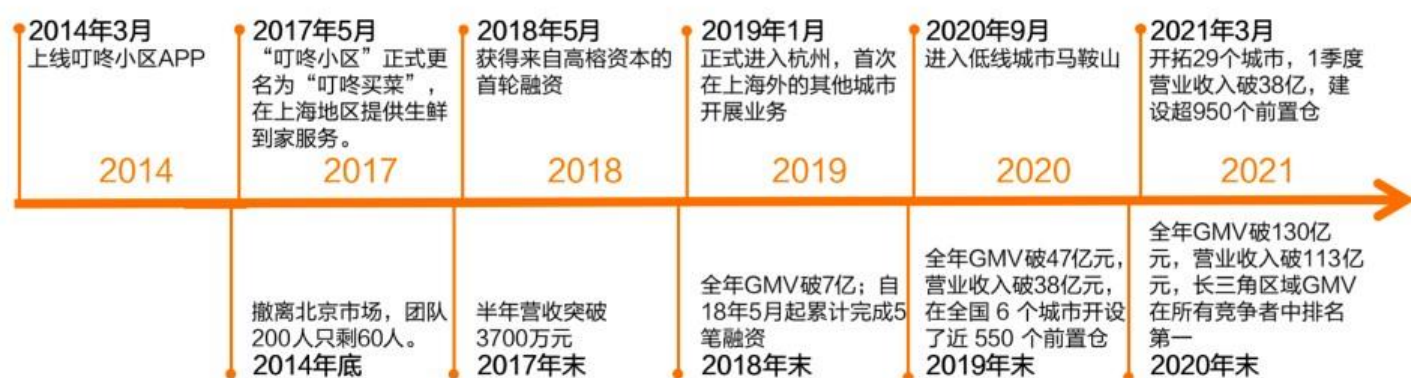 2014年3月
上线叮咚小区APP
2017年5月
“叮咚小区”正式更
名为“叮咚买菜”,
在上海地区提供生鲜
到家服务。
2018年5月
获得来自高榕资本的
首轮融资
2019年1月
正式进入杭州,首次
在上海外的其他城市
开展业务
2020年9月
进入低线城市马鞍山
2021年3月
开拓29个城市,1季度
营业收入破38亿,建
设超950个前置仓
2014
2017
2018
2019
2020
2021
撤离北京市场,团队
200人只剩60人。
2014年底
半年营收突破
3700万元
2017年末
全年GMV破7亿;自
18年5月起累计完成5
笔融资
2018年末
全年GMV破47亿元,
营业收入破38亿元,
在全国 6 个城市开设
了近 550 个前置仓
2019年末
全年GMV破130亿
元,营业收入破113亿
元,长三角区域GMV
在所有竞争者中排名
第一
2020年末